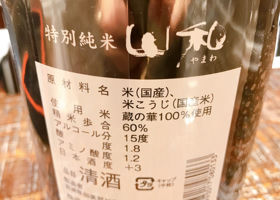 特別純米 山和
やまわ
原材料名 米(国産)、
米こうじ(国産米)
使用米 蔵の華100%使用
精米歩合 60%
アルコール分 15度
酸度 1.8
アミノ酸度 1.2
日本酒度 +3
品目 清酒